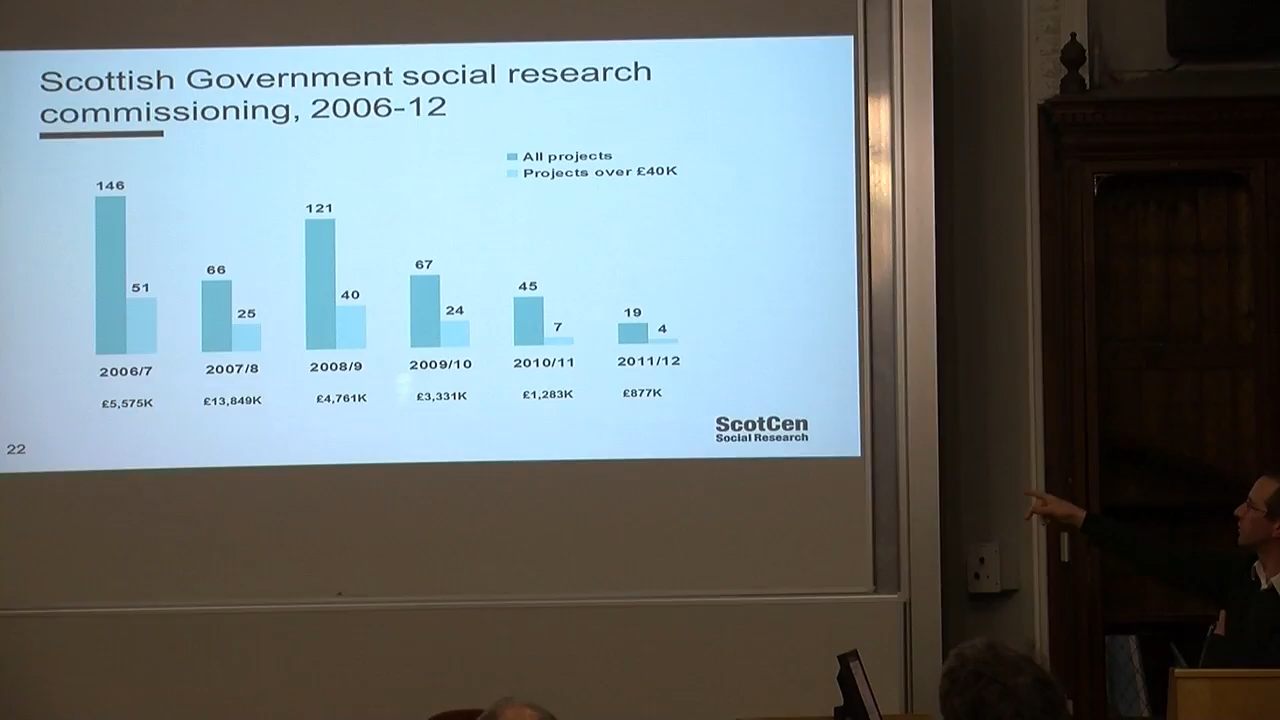 Scottish Government social research
commissioning, 2006-12
All projects
Projects over £40K
146
51
66
25
121
40
67
24
45
7
19
4
2006/7
2007/8
2008/9
2009/10
2010/11
2011/12
£5,575K
£13,849K
£4,761K
£3,331K
£1,283K
£877K
ScotCen
Social Research
22